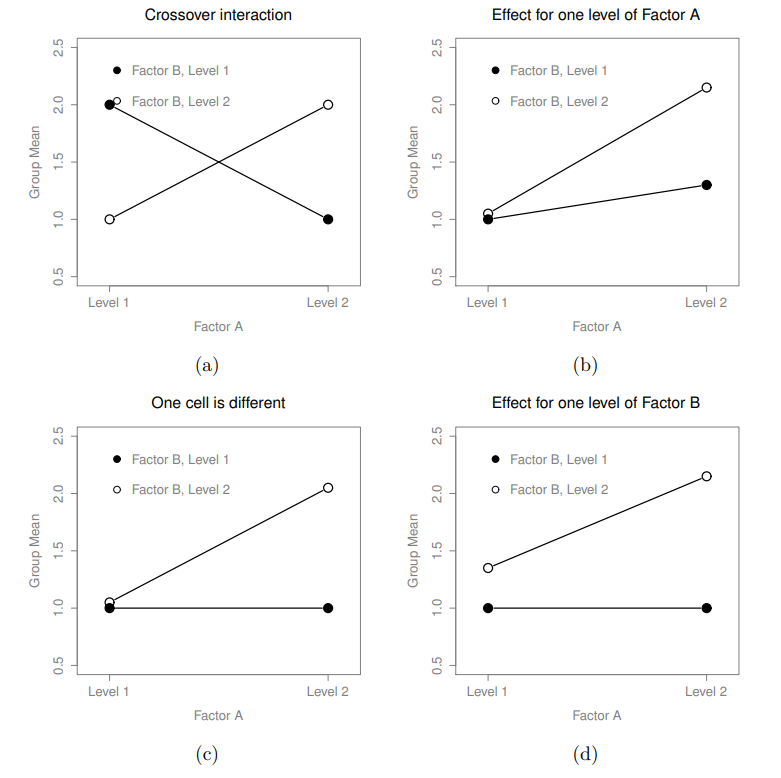 Crossover interaction
2.5
2.0
1.5
1.0
0.5
Group Mean
Factor B, Level 1
Factor B, Level 2
Level 1
Level 2
Factor A
(a)
Effect for one level of Factor A
2.5
2.0
1.5
1.0
0.5
Group Mean
Factor B, Level 1
Factor B, Level 2
Level 1
Level 2
Factor A
(b)
One cell is different
2.5
2.0
1.5
1.0
0.5
Group Mean
Factor B, Level 1
Factor B, Level 2
Level 1
Level 2
Factor A
(c)
Effect for one level of Factor B
2.5
2.0
1.5
1.0
0.5
Group Mean
Factor B, Level 1
Factor B, Level 2
Level 1
Level 2
Factor A
(d)